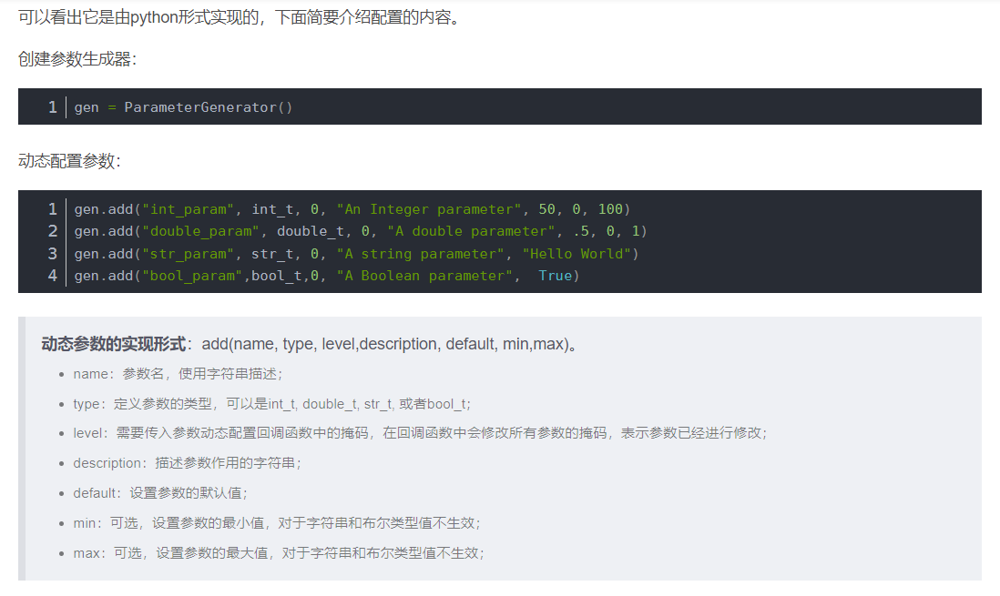 可以看出它是由python形式实现的，下面简要介绍配置的内容。
创建参数生成器：
1 gen = ParameterGenerator()
动态配置参数：
1 gen.add("int_param", int_t, 0, "An Integer parameter", 50, 0, 100)
2 gen.add("double_param", double_t, 0, "A double parameter", .5, 0, 1)
3 gen.add("str_param", str_t, 0, "A string parameter", "Hello World")
4 gen.add("bool_param",bool_t,0, "A Boolean parameter",  True)
动态参数的实现形式：add(name, type, level,description, default, min,max)。
• name：参数名，使用字符串描述；
• type：定义参数的类型，可以是int_t, double_t, str_t, 或者bool_t；
• level：需要传入参数动态配置回调函数中的掩码，在回调函数中会修改所有参数的掩码，表示参数已经进行修改；
• description：描述参数作用的字符串；
• default：设置参数的默认值；
• min：可选，设置参数的最小值，对于字符串和布尔类型值不生效；
• max：可选，设置参数的最大值，对于字符串和布尔类型值不生效；